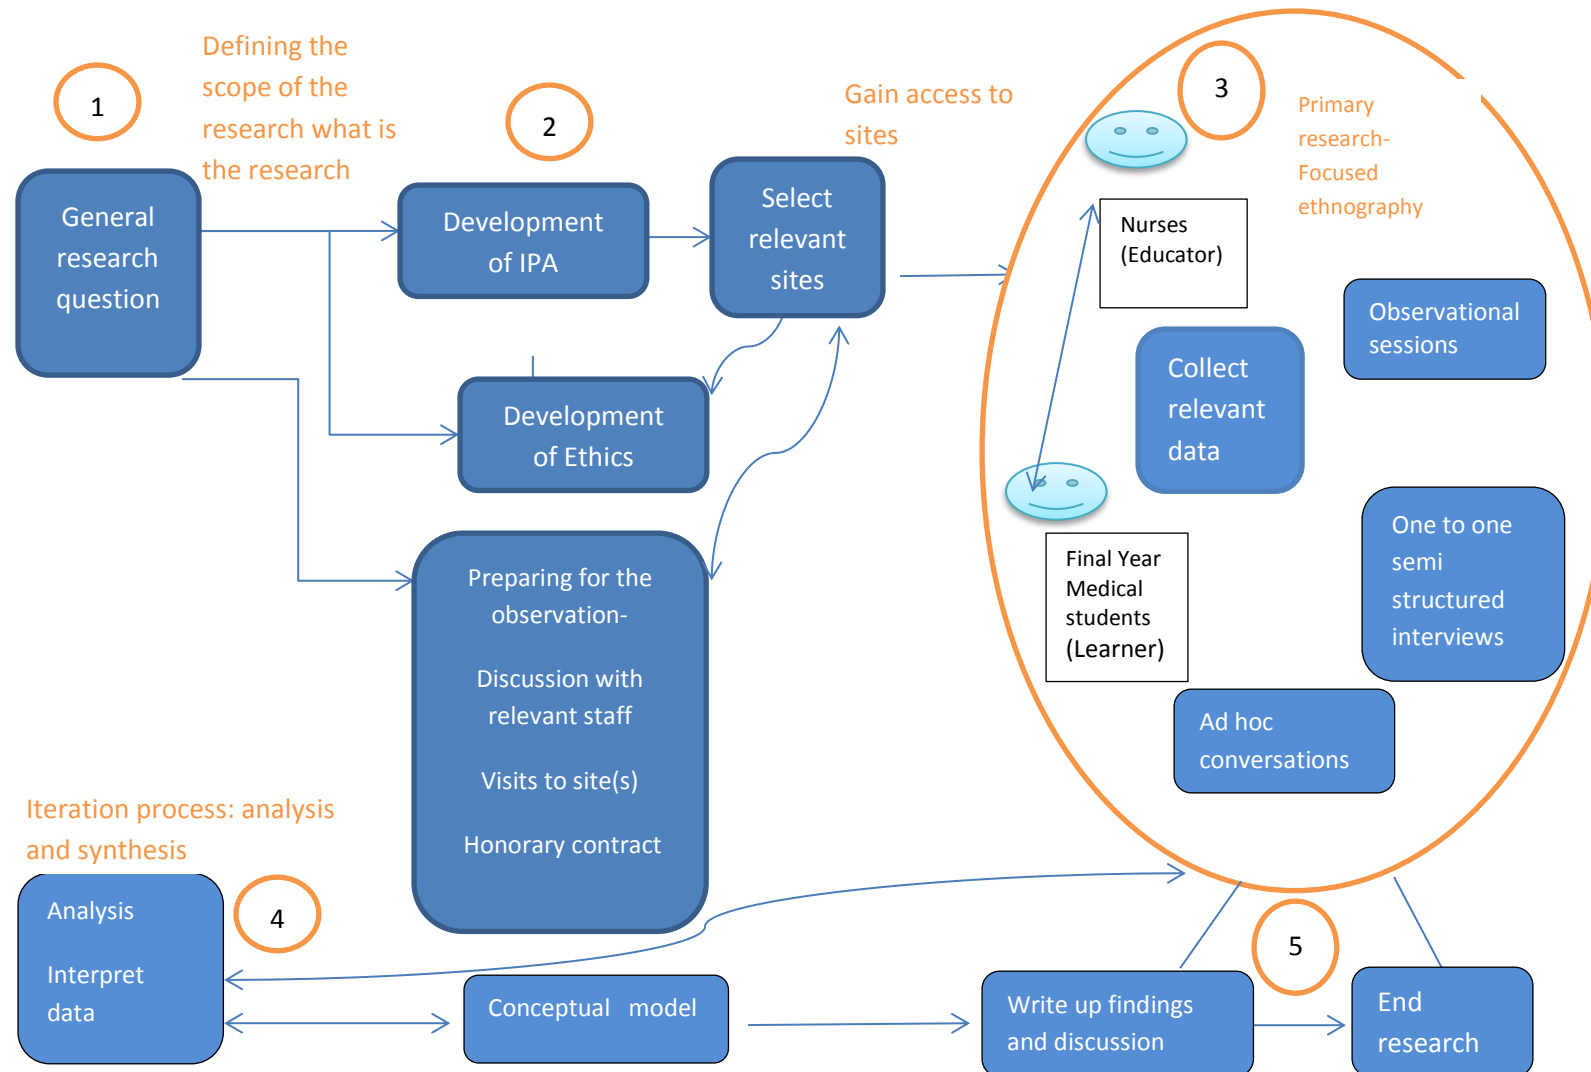 1
Defining the
scope of the
research what is
the research
General
research
question
2
Development
of IPA
Development
of Ethics
Preparing for the
observation-
Discussion with
relevant staff
Visits to site(s)
Honorary contract
Gain access to
sites
Select
relevant
sites
3
Primary
research-
Focused
ethnography
Nurses
(Educator)
Observational
sessions
Collect
relevant
data
Final Year
Medical
students
(Learner)
One to one
semi
structured
interviews
Ad hoc
conversations
Iteration process: analysis
and synthesis
4
Analysis
Interpret
data
Conceptual model
5
Write up findings
and discussion
End
research